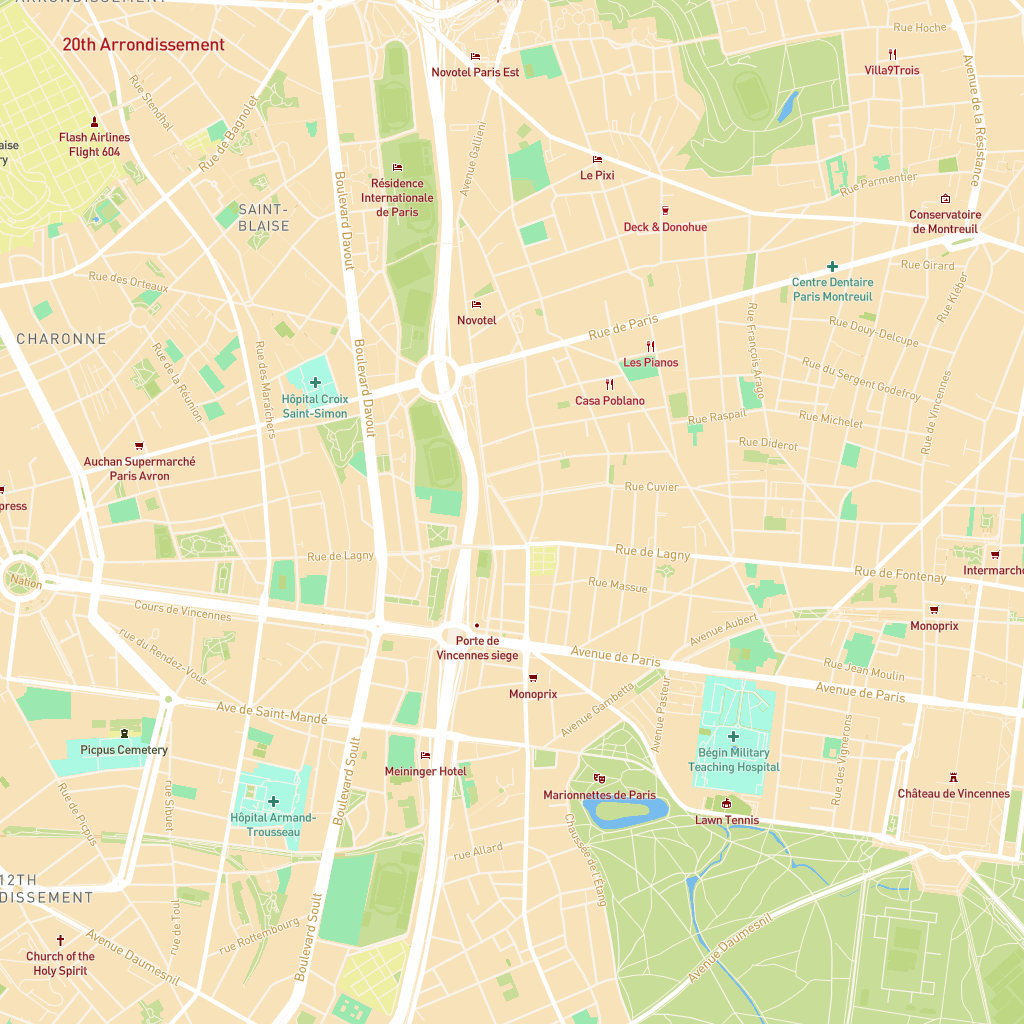 ARRONDISSEMENT
20th Arrondissement
Novotel Paris Est
Rue Hoche
Villa9Trois
Avenue de la Résistance
Rue Stendhal
Flash Airlines
Flight 604
Rue de Bagnolet
Avenue Gallieni
Le Pixi
Résidence
Internationale
de Paris
Rue Parmentier
SAINT-
BLAISE
Boulevard Davout
Deck & Donohue
Conservatoire
de Montreuil
Rue des Orteaux
Rue Girard
Centre Dentaire
Paris Montreuil
Rue Kléber
Novotel
Rue de Paris
Rue Douy-Delcupe
Rue François Arago
CHARONNE
Rue de la Réunion
Rue des Maraîchers
Boulevard Davout
Les Pianos
Rue du Sergent Godefroy
Casa Poblano
Hôpital Croix
Saint-Simon
Rue Raspail
Rue Michelet
Rue de Vincennes
Rue Diderot
Auchan Supermarché
Paris Avron
Rue Cuvier
press
Rue de Lagny
Rue de Lagny
Intermarché
Rue de Fontenay
Nation
Rue Massue
Cours de Vincennes
Monoprix
Avenue Aubert
rue du Rendez-Vous
Porte de
Vincennes siege
Avenue de Paris
Rue Jean Moulin
Monoprix
Avenue de Paris
Avenue Gambetta
Avenue Pasteur
Ave de Saint-Mandé
Rue des Vignerons
Picpus Cemetery
Bégin Military
Teaching Hospital
Meininger Hotel
Marionnettes de Paris
Château de Vincennes
Lawn Tennis
Rue de Picpus
rue Sibuet
Hôpital Armand-
Trousseau
Boulevard Soult
rue Allard
Chaussée de l'Étang
12TH
DISSEMENT
rue de Toul
rue Rottembourg
Boulevard Soult
Avenue Daumesnil
Avenue Daumesnil
Church of the
Holy Spirit